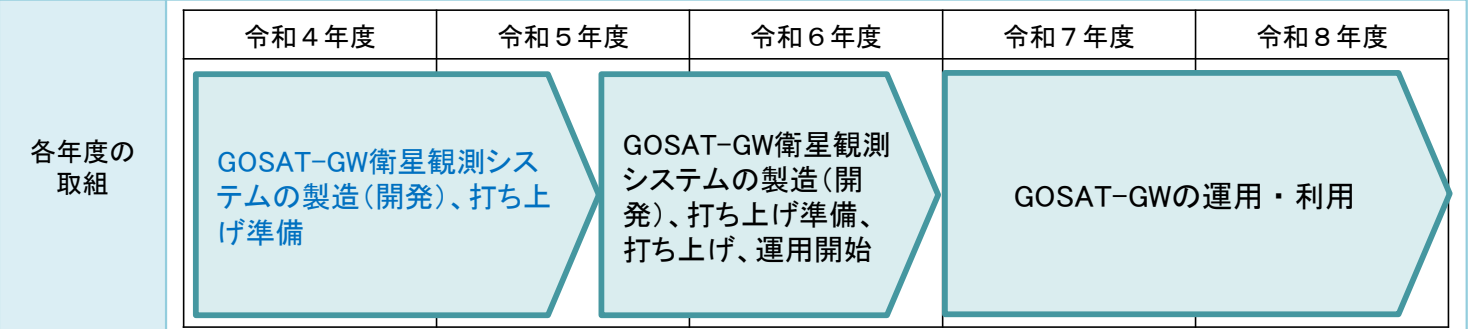 令和４年度
令和５年度
令和６年度
令和７年度
令和８年度
各年度の
取組
GOSAT-GW衛星観測シス
テムの製造（開発）、打ち上
げ準備
GOSAT-GW衛星観測
システムの製造（開
発）、打ち上げ準備、
打ち上げ、運用開始
GOSAT-GWの運用・利用